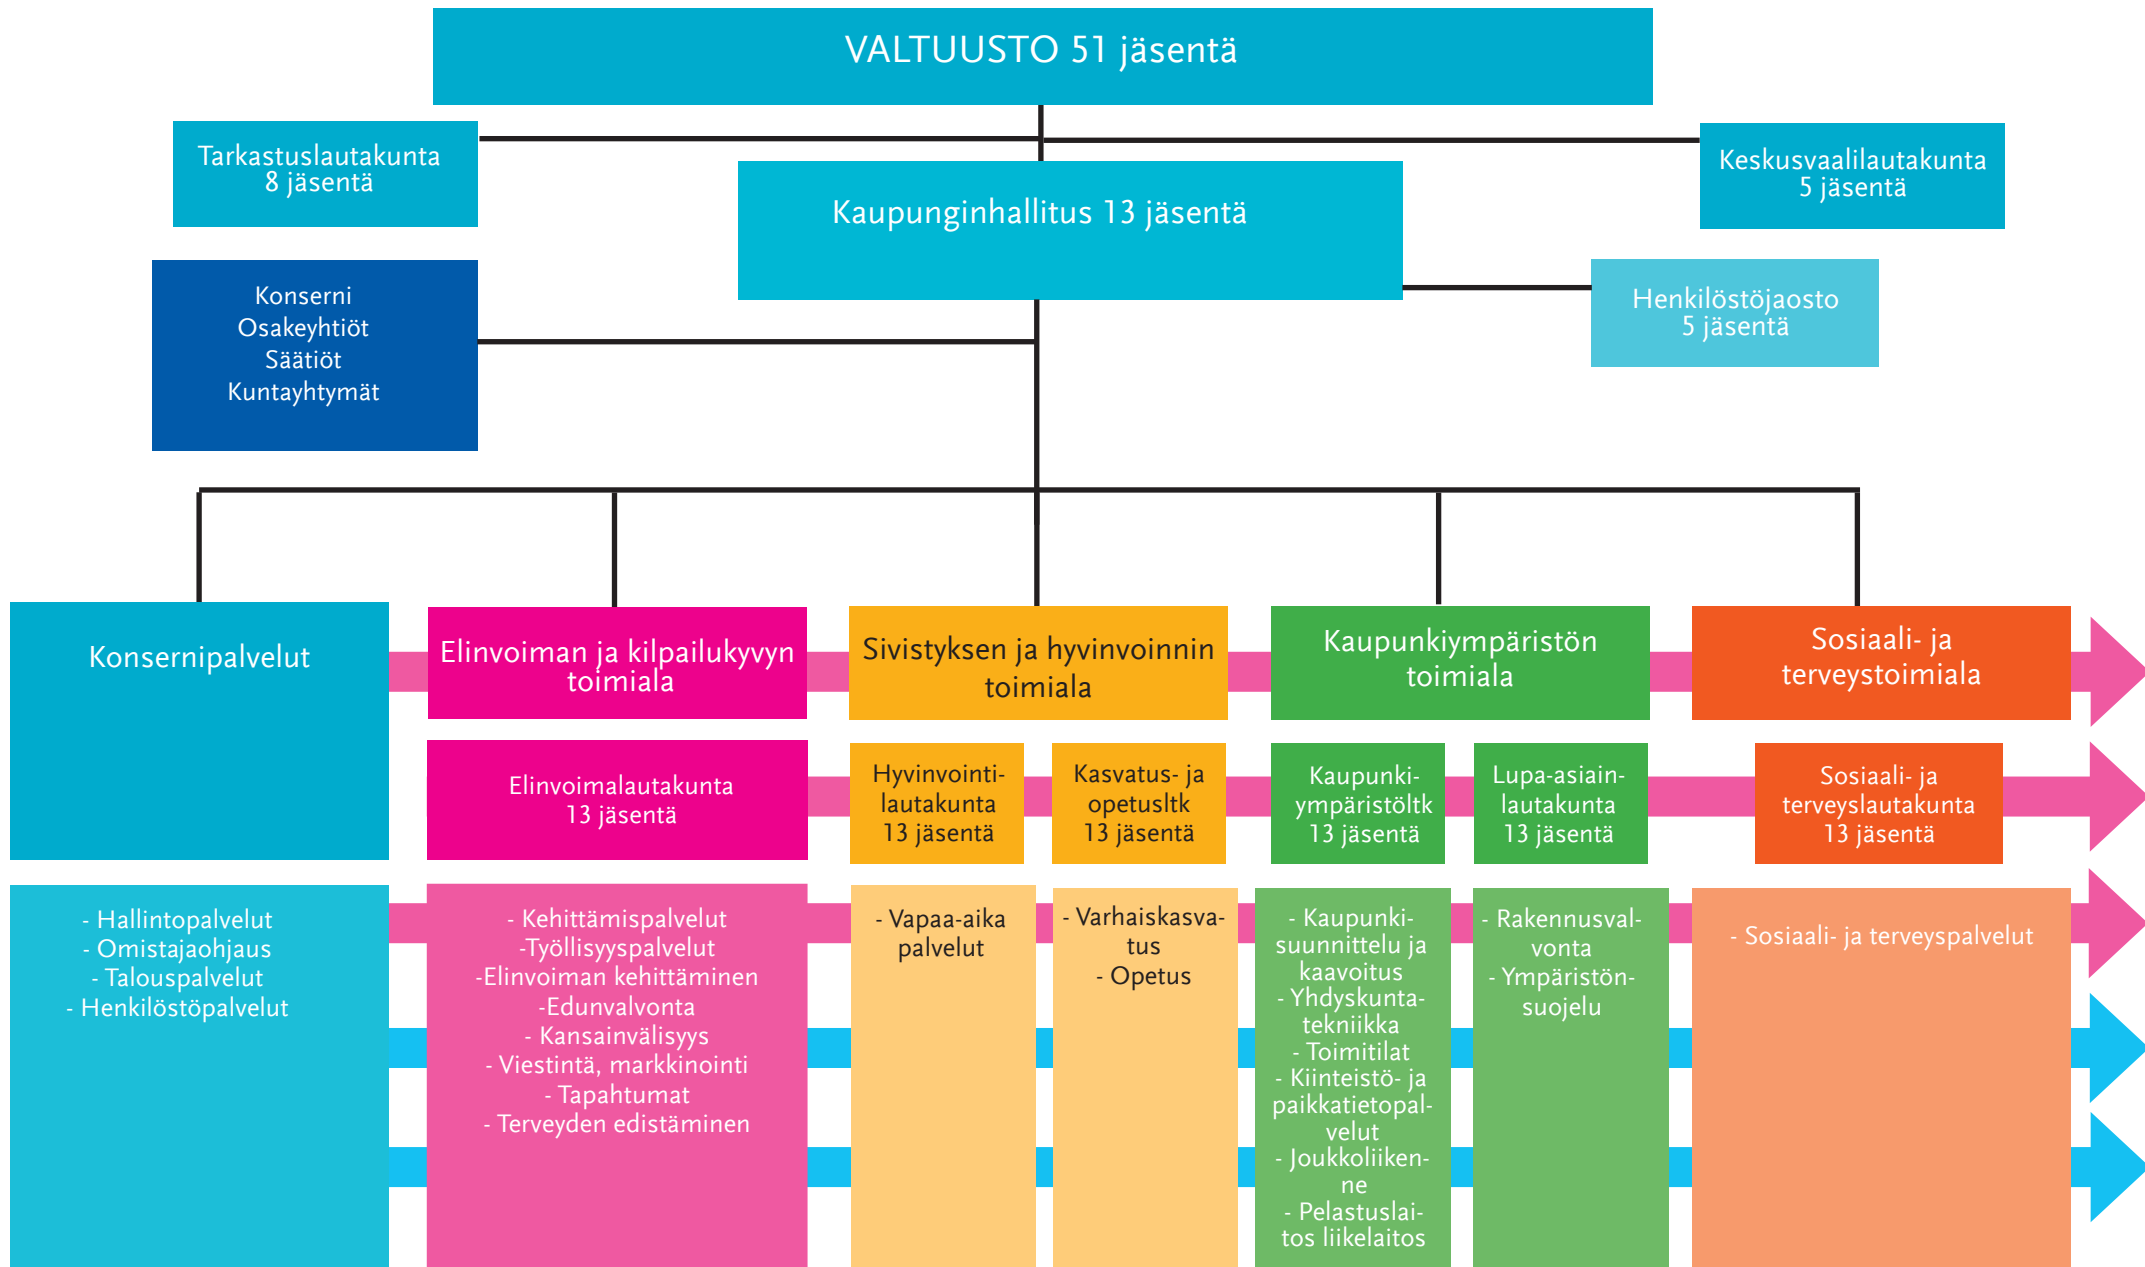 VALTUUSTO 51 jäsentä
Tarkastuslautakunta
8 jäsentä
Keskusvaalilautakunta
5 jäsentä
Kaupunginhallitus 13 jäsentä
Konserni
Osakeyhtiöt
Säätiöt
Kuntayhtymät
Henkilöstöjaosto
5 jäsentä
Konsernipalvelut
Elinvoiman ja kilpailukyvyn
toimiala
Sivistyksen ja hyvinvoinnin
toimiala
Kaupunkiympäristön
toimiala
Sosiaali- ja
terveystoimiala
Elinvoimalautakunta
13 jäsentä
Hyvinvointi-
lautakunta
13 jäsentä
Kasvatus- ja
opetusltk
13 jäsentä
Kaupunki-
ympäristöltk
13 jäsentä
Lupa-asiain-
lautakunta
13 jäsentä
Sosiaali- ja
terveyslautakunta
13 jäsentä
- Hallintopalvelut
- Omistajaohjaus
- Talouspalvelut
- Henkilöstöpalvelut
- Kehittämispalvelut
-Työllisyyspalvelut
-Elinvoiman kehittäminen
-Edunvalvonta
- Kansainvälisyys
- Viestintä, markkinointi
- Tapahtumat
- Terveyden edistäminen
- Vapaa-aika
palvelut
- Varhaiskasva-
tus
- Opetus
- Kaupunki-
suunnittelu ja
kaavoitus
- Yhdyskunta-
tekniikka
- Toimitilat
- Kiinteistö- ja
paikkatietopal-
velut
- Joukkoliiken-
ne
- Pelastuslai-
tos liikelaitos
- Rakennusval-
vonta
- Ympäristön-
suojelu
- Sosiaali- ja terveyspalvelut